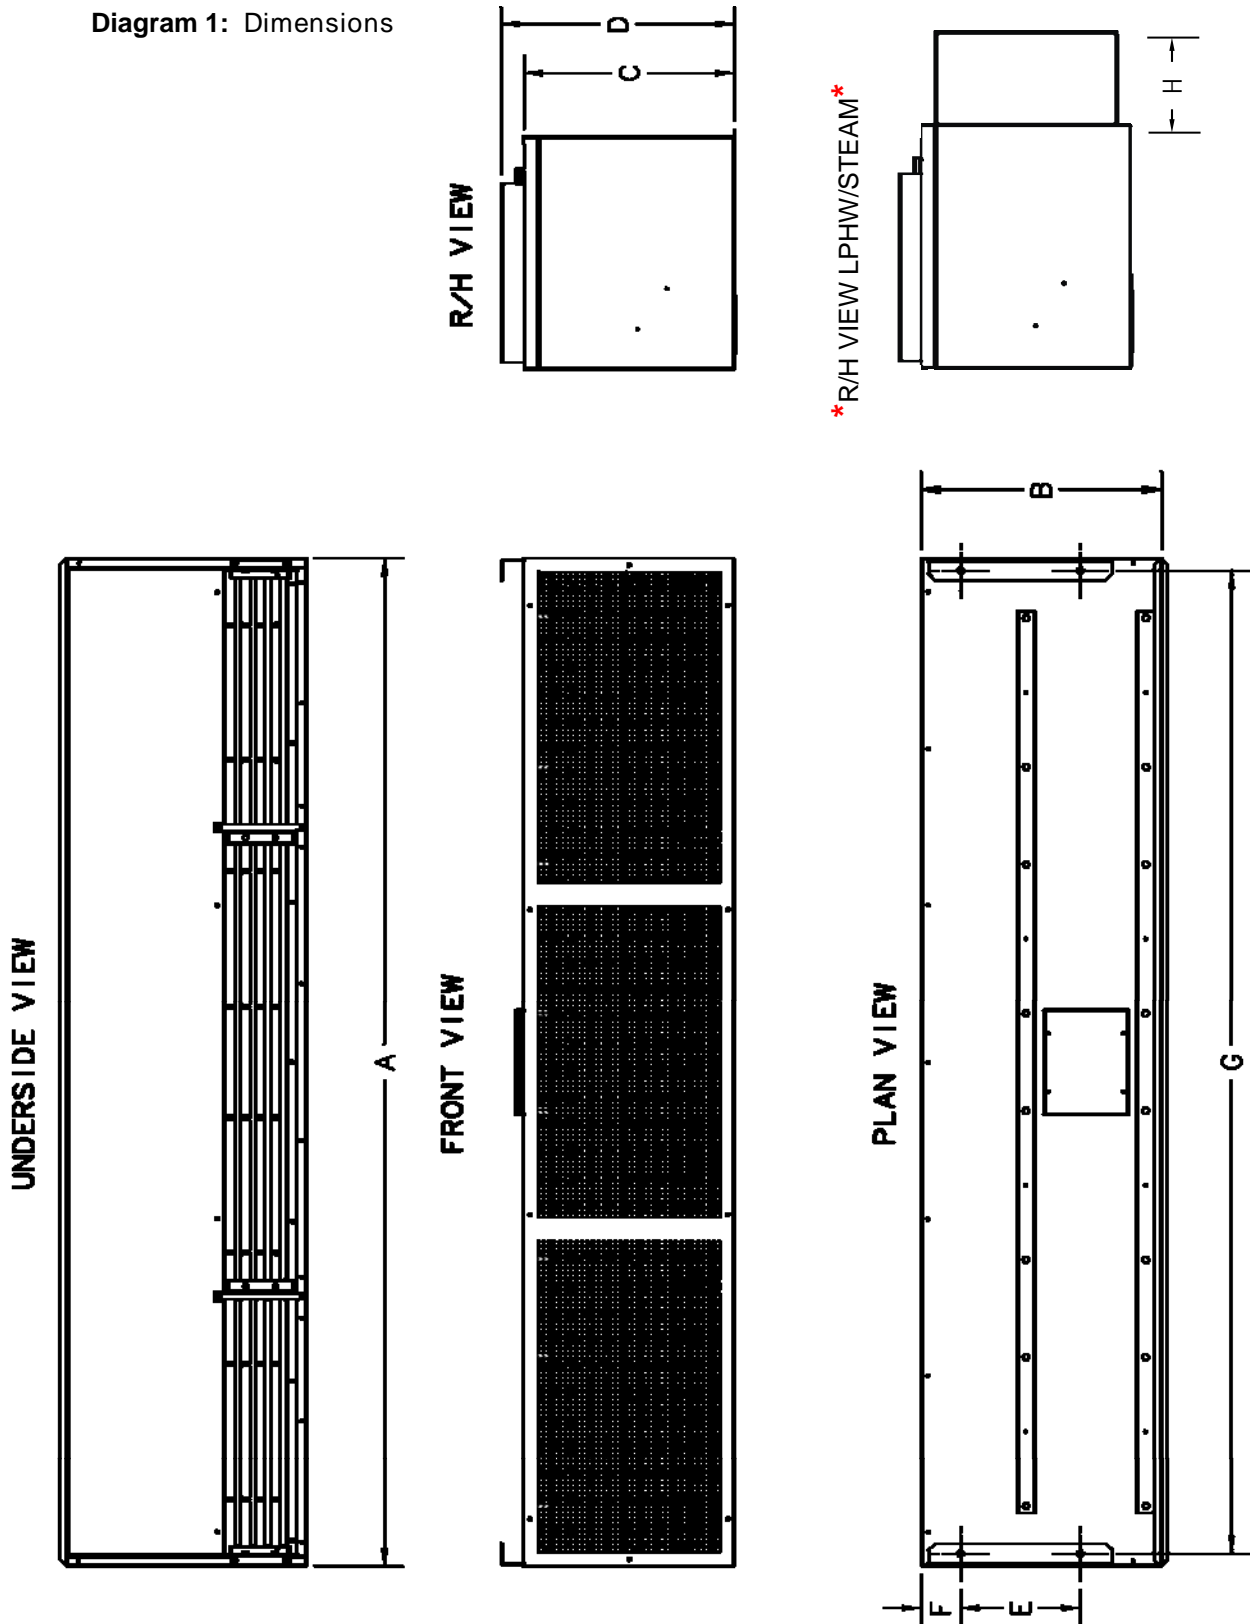 Diagram 1: Dimensions
D
C
R/H VIEW
H
*R/H VIEW LPHW/STEAM*
UNDERSIDE VIEW
A
FRONT VIEW
B
PLAN VIEW
G
F
E